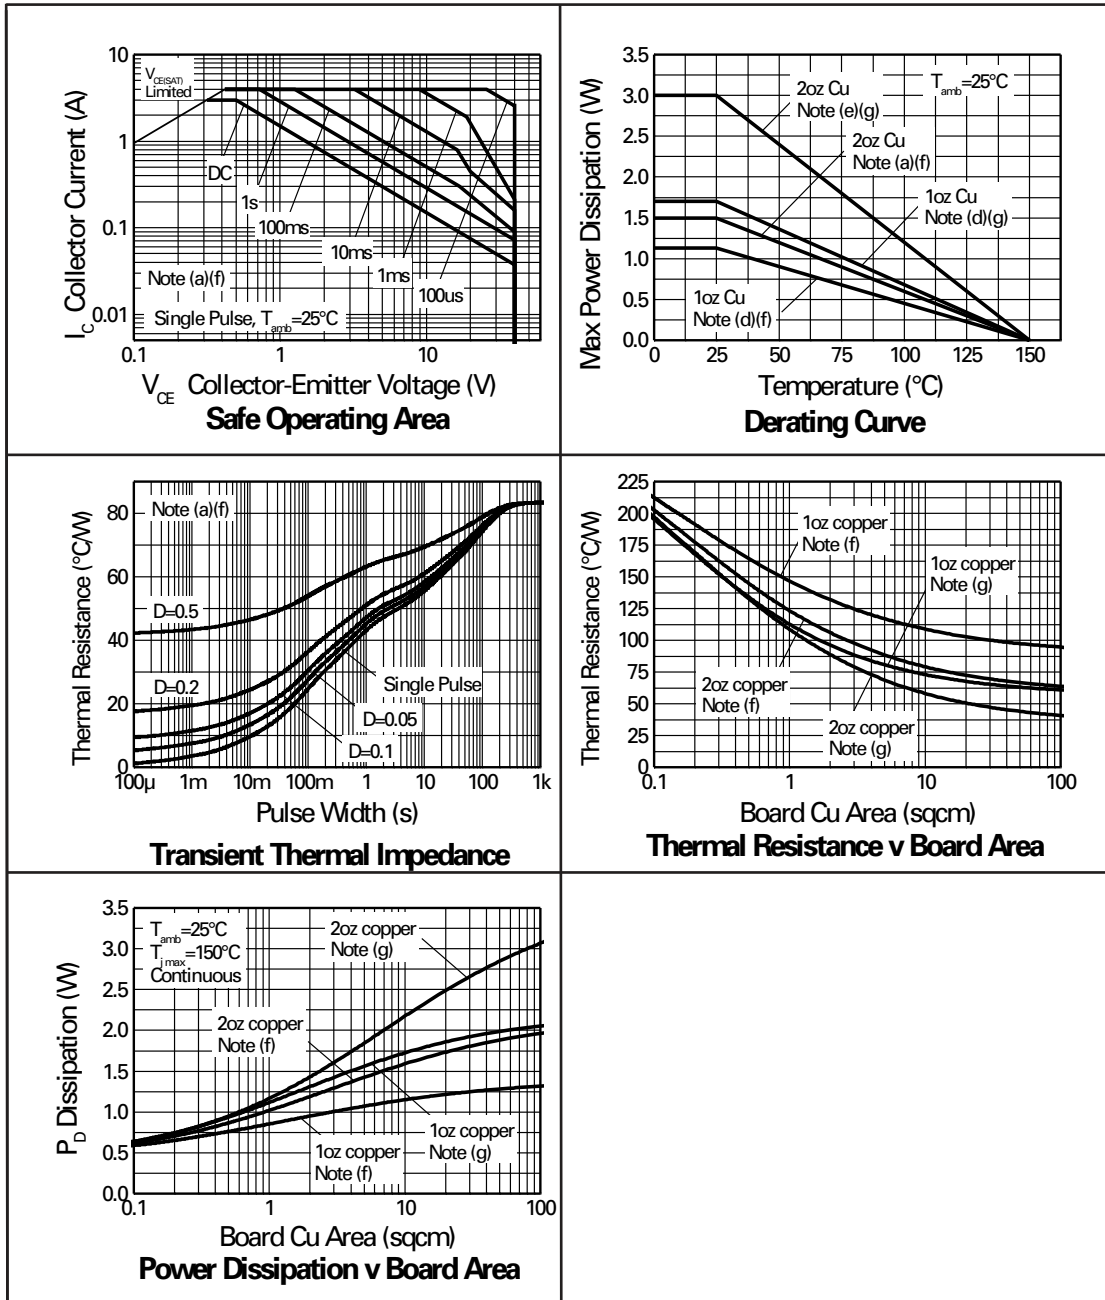 10
1
0.1
0.01
I_C Collector Current (A)
V_CE(SAT)
Limited
DC
1s
100ms
10ms
1ms
100us
Note (a)(f)
Single Pulse, T_amb=25°C
0.1 1 10
V_CE Collector-Emitter Voltage (V)
Safe Operating Area
3.5
3.0
2.5
2.0
1.5
1.0
0.5
0.0
Max Power Dissipation (W)
T_amb=25°C
2oz Cu
Note (e)(g)
2oz Cu
Note (a)(f)
1oz Cu
Note (d)(g)
1oz Cu
Note (d)(f)
0 25 50 75 100 125 150
Temperature (°C)
Derating Curve
80
60
40
20
0
Thermal Resistance (°C/W)
Note (a)(f)
D=0.5
D=0.2
Single Pulse
D=0.05
D=0.1
100µ 1m 10m 100m 1 10 100 1k
Pulse Width (s)
Transient Thermal Impedance
225
200
175
150
125
100
75
50
25
0
Thermal Resistance (°C/W)
1oz copper
Note (f)
1oz copper
Note (g)
2oz copper
Note (f)
2oz copper
Note (g)
0.1 1 10 100
Board Cu Area (sqcm)
Thermal Resistance v Board Area
3.5
3.0
2.5
2.0
1.5
1.0
0.5
0.0
P_D Dissipation (W)
T_amb=25°C
T_j max=150°C
Continuous
2oz copper
Note (g)
2oz copper
Note (f)
1oz copper
Note (g)
1oz copper
Note (f)
0.1 1 10 100
Board Cu Area (sqcm)
Power Dissipation v Board Area